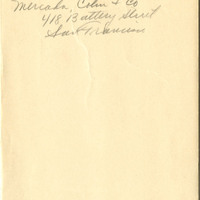 Mercado, Cohn & Co
418 Battery Street
San Francisco